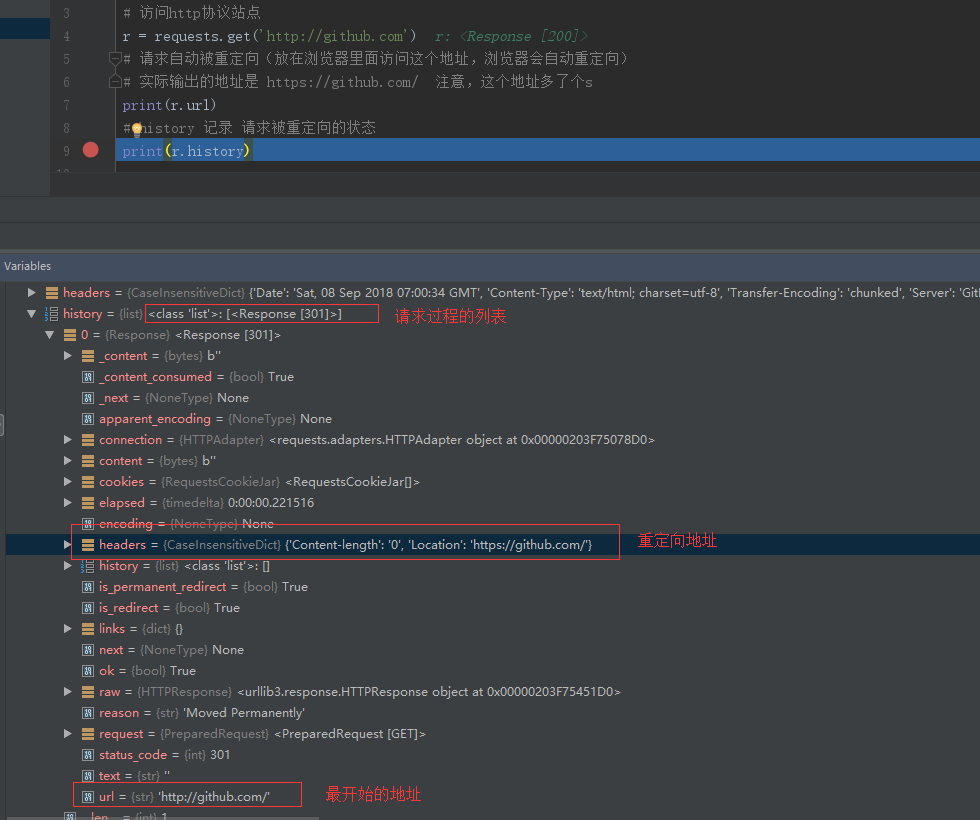 3 # 访问http协议站点
4 r = requests.get('http://github.com') r: <Response [200]>
5 # 请求自动被重定向（放在浏览器里面访问这个地址，浏览器会自动重定向）
6 # 实际输出的地址是 https://github.com/ 注意，这个地址多了个s
7 print(r.url)
8 # history 记录 请求被重定向的状态
9 print(r.history)
Variables
headers = {CaseInsensitiveDict} {'Date': 'Sat, 08 Sep 2018 07:00:34 GMT', 'Content-Type': 'text/html; charset=utf-8', 'Transfer-Encoding': 'chunked', 'Server': 'Git
history = {list} <class 'list'>: [<Response [301]>] 请求过程的列表
0 = {Response} <Response [301]>
_content = {bytes} b''
_content_consumed = {bool} True
_next = {NoneType} None
apparent_encoding = {NoneType} None
connection = {HTTPAdapter} <requests.adapters.HTTPAdapter object at 0x00000203F75078D0>
content = {bytes} b''
cookies = {RequestsCookieJar} <RequestsCookieJar[]>
elapsed = {timedelta} 0:00:00.221516
encoding = {NoneType} None
headers = {CaseInsensitiveDict} {'Content-length': '0', 'Location': 'https://github.com/'} 重定向地址
history = {list} <class 'list'>: []
is_permanent_redirect = {bool} True
is_redirect = {bool} True
links = {dict} {}
next = {NoneType} None
ok = {bool} True
raw = {HTTPResponse} <urllib3.response.HTTPResponse object at 0x00000203F75451D0>
reason = {str} 'Moved Permanently'
request = {PreparedRequest} <PreparedRequest [GET]>
status_code = {int} 301
text = {str} ''
url = {str} 'http://github.com/' 最开始的地址